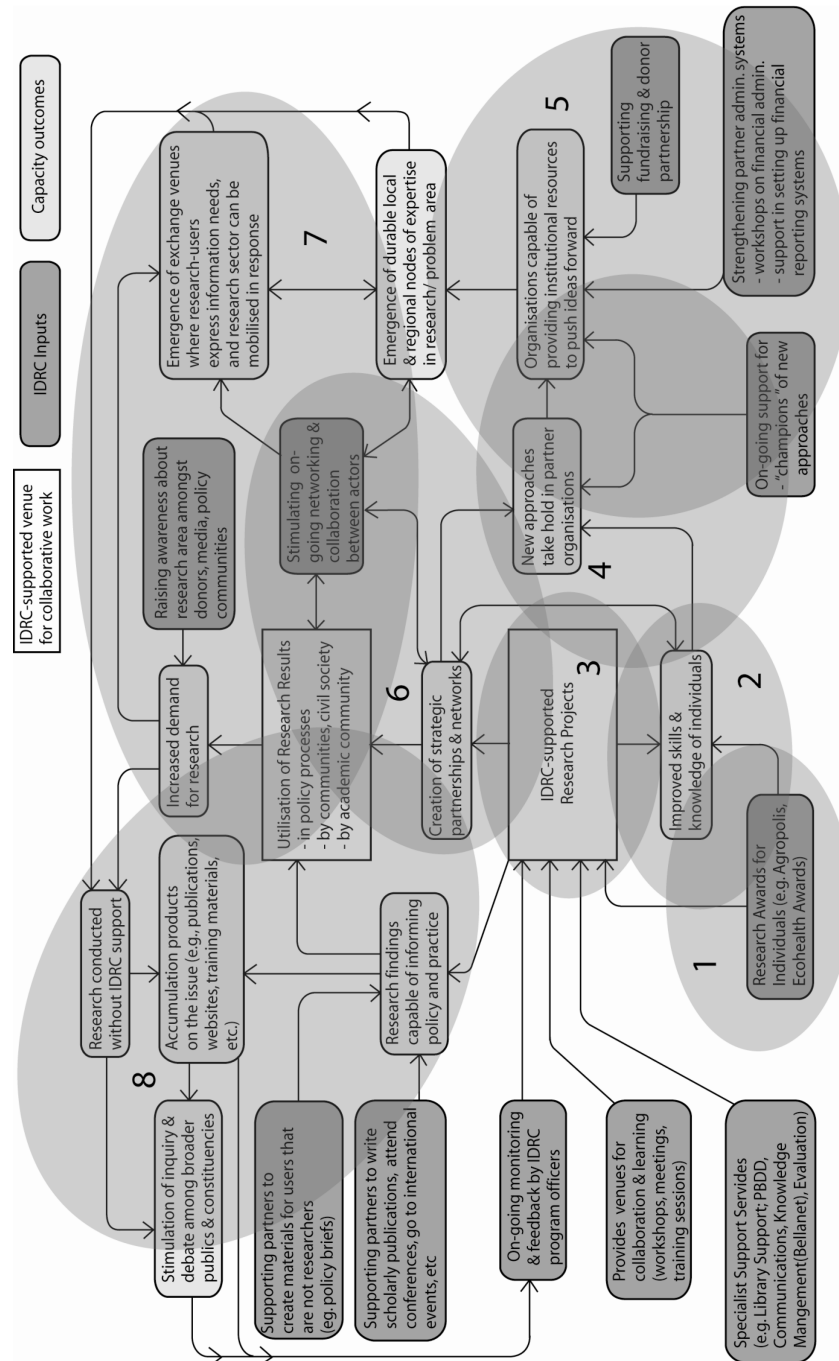 IDRC-supported venue
for collaborative work
IDRC Inputs
Capacity outcomes
Stimulation of inquiry &
debate among broader
publics & constituencies
8
Research conducted
without IDRC support
Accumulation products
on the issue (e.g., publications,
websites, training materials,
etc.)
Increased demand
for research
Raising awareness about
research area amongst
donors, media, policy
communities
Emergence of exchange venues
where research-users
express information needs,
and research sector can be
mobilised in response
7
Supporting partners to
create materials for users that
are not researchers
(eg. policy briefs)
Supporting partners to write
scholarly publications, attend
conferences, go to international
events, etc
Research findings
capable of informing
policy and practice
Utilisation of Research Results
- in policy processes
- by communities, civil society
- by academic community
Stimulating on-
going networking &
collaboration
between actors
Emergence of durable local
& regional nodes of expertise
in research/ problem area
6
Creation of strategic
partnerships & networks
On-going monitoring
& feedback by IDRC
program officers
Provides venues for
collaboration & learning
(workshops, meetings,
training sessions)
Specialist Support Servides
(e.g. Library Support; PBDD,
Communications, Knowledge
Mangement(Bellanet), Evaluation)
IDRC-supported
Research Projects
3
New approaches
take hold in partner
organisations
4
Organisations capable of
providing institutional resources
to push ideas forward
5
Improved skills &
knowledge of individuals
2
1
Research Awards for
Individuals (e.g. Agropolis,
Ecohealth Awards)
On-going support for
- "champions" of new
approaches
Supporting
fundraising & donor
partnership
Strengthening partner admin. systems
- workshops on financial admin.
- support in setting up financial
reporting systems